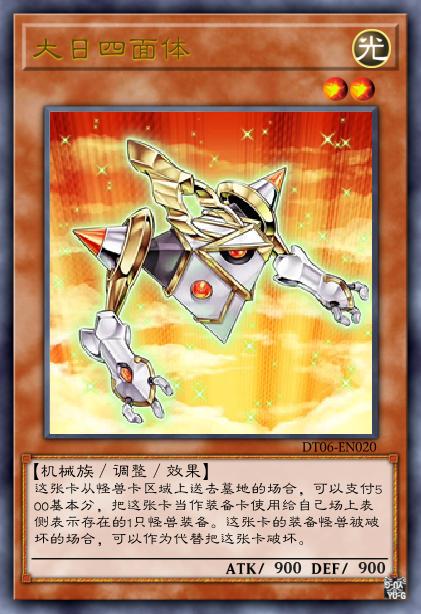 大日四面体
光
DT06-EN020
【机械族 / 调整 / 效果】
这张卡从怪兽卡区域上送去墓地的场合，可以支付5
00基本分，把这张卡当作装备卡使用给自己场上表
侧表示存在的1只怪兽装备。这张卡的装备怪兽被破
坏的场合，可以作为代替把这张卡破坏。
ATK/ 900 DEF/ 900